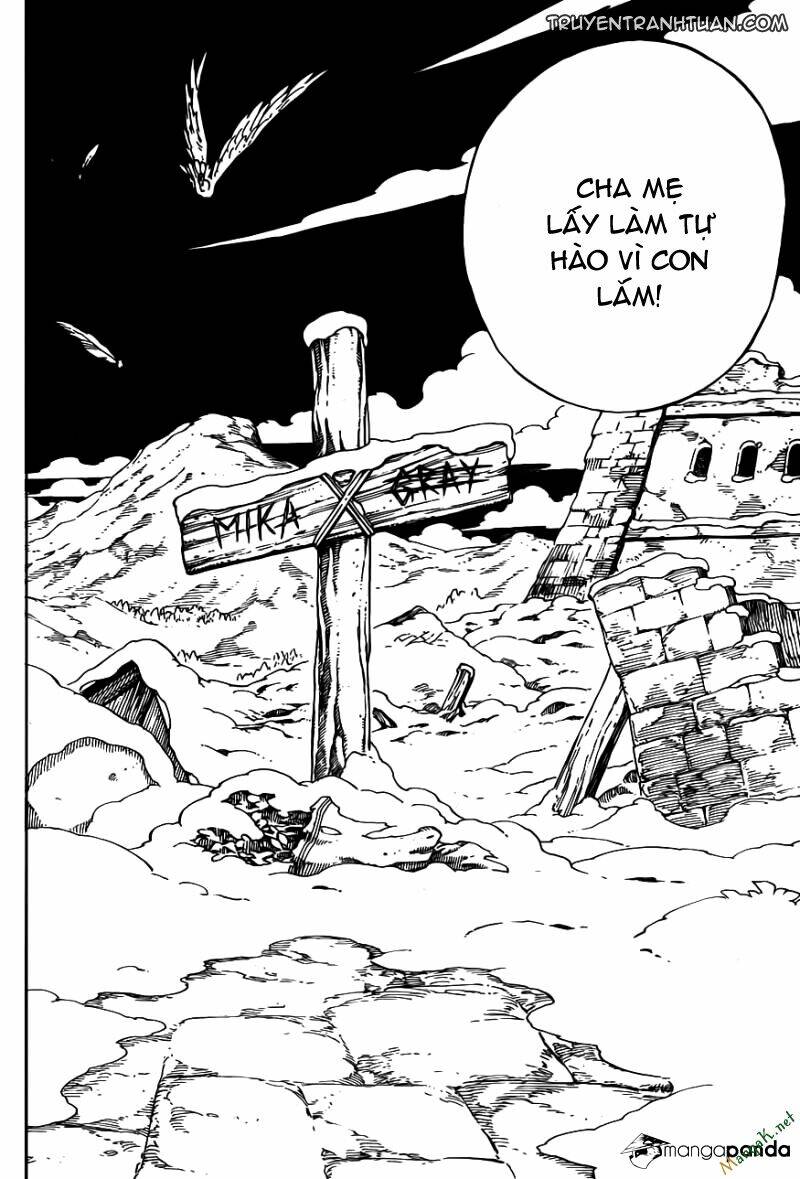 TRUYENTRANHTUAN.COM
CHA MẸ
LẤY LÀM TỰ
HÀO VÌ CON
LẮM!
MIKA GRAY
mangapanda
MangaK.net